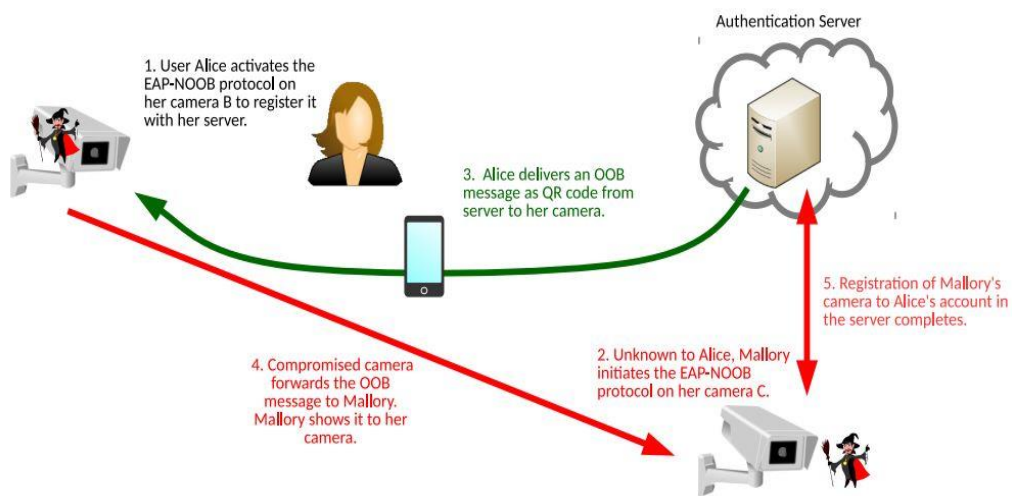 Authentication Server
1. User Alice activates the
EAP-NOOB protocol on
her camera B to register it
with her server.
3. Alice delivers an OOB
message as QR code from
server to her camera.
5. Registration of Mallory's
camera to Alice's account in
the server completes.
2. Unknown to Alice, Mallory
initiates the EAP-NOOB
protocol on her camera C.
4. Compromised camera
forwards the OOB
message to Mallory.
Mallory shows it to her
camera.